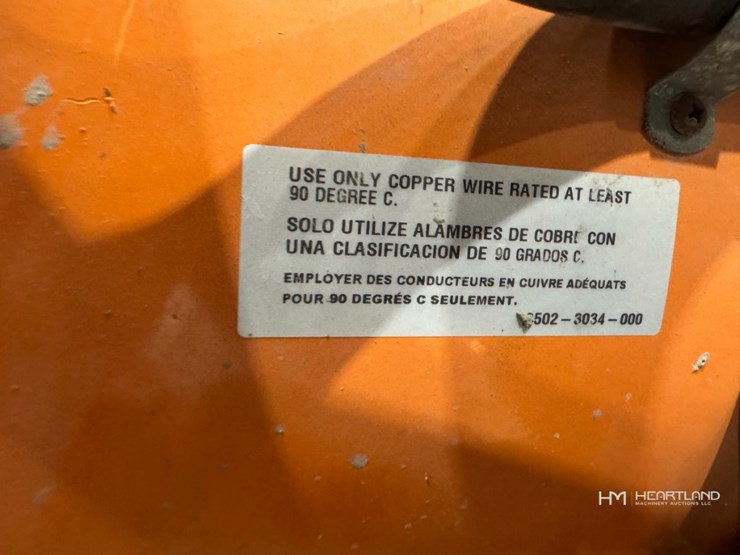 USE ONLY COPPER WIRE RATED AT LEAST
90 DEGREE C.
SOLO UTILIZE ALAMBRES DE COBRE CON
UNA CLASIFICACION DE 90 GRADOS C.
EMPLOYER DES CONDUCTEURS EN CUIVRE ADÉQUATS
POUR 90 DEGRÉS C SEULEMENT.
502-3034-000
HM HEARTLAND
MACHINERY AUCTIONS LLC